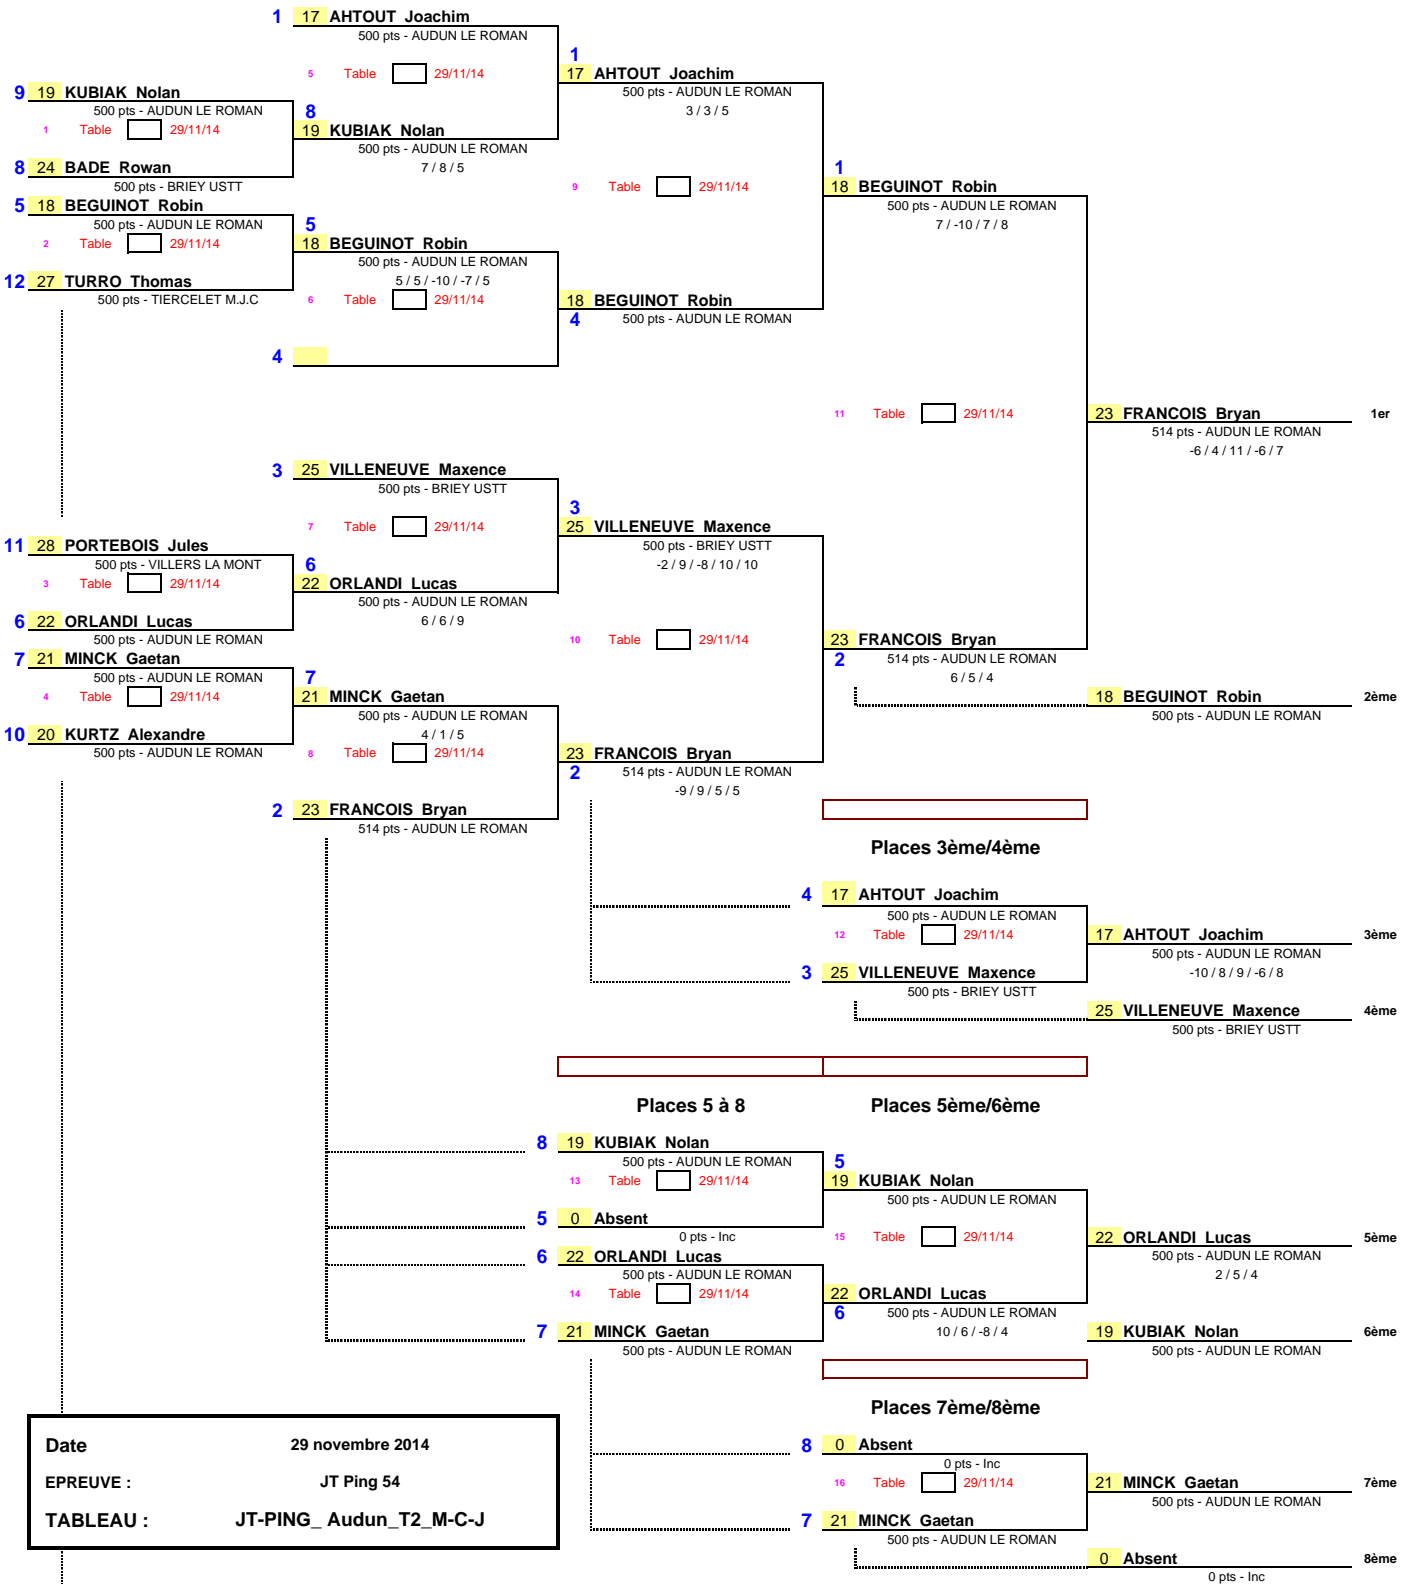 1 17 AHTOUT Joachim
500 pts - AUDUN LE ROMAN
1
5 Table 29/11/14
17 AHTOUT Joachim
500 pts - AUDUN LE ROMAN
3 / 3 / 5
9 19 KUBIAK Nolan
500 pts - AUDUN LE ROMAN
1 Table 29/11/14
8
19 KUBIAK Nolan
500 pts - AUDUN LE ROMAN
7 / 8 / 5
8 24 BADE Rowan
500 pts - BRIEY USTT
9 Table 29/11/14
1
18 BEGUINOT Robin
500 pts - AUDUN LE ROMAN
7 / -10 / 7 / 8
5 18 BEGUINOT Robin
500 pts - AUDUN LE ROMAN
2 Table 29/11/14
5
18 BEGUINOT Robin
500 pts - AUDUN LE ROMAN
5 / 5 / -10 / -7 / 5
12 27 TURRO Thomas
500 pts - TIERCELET M.J.C
6 Table 29/11/14
18 BEGUINOT Robin
4 500 pts - AUDUN LE ROMAN
4
11 Table 29/11/14
23 FRANCOIS Bryan 1er
514 pts - AUDUN LE ROMAN
-6 / 4 / 11 / -6 / 7
3 25 VILLENEUVE Maxence
500 pts - BRIEY USTT
3
7 Table 29/11/14
25 VILLENEUVE Maxence
500 pts - BRIEY USTT
-2 / 9 / -8 / 10 / 10
11 28 PORTEBOIS Jules
500 pts - VILLERS LA MONT
3 Table 29/11/14
6
22 ORLANDI Lucas
500 pts - AUDUN LE ROMAN
6 / 6 / 9
6 22 ORLANDI Lucas
500 pts - AUDUN LE ROMAN
10 Table 29/11/14
23 FRANCOIS Bryan
2 514 pts - AUDUN LE ROMAN
6 / 5 / 4
7 21 MINCK Gaetan
500 pts - AUDUN LE ROMAN
4 Table 29/11/14
7
21 MINCK Gaetan
500 pts - AUDUN LE ROMAN
4 / 1 / 5
18 BEGUINOT Robin 2ème
500 pts - AUDUN LE ROMAN
10 20 KURTZ Alexandre
500 pts - AUDUN LE ROMAN
8 Table 29/11/14
23 FRANCOIS Bryan
2 514 pts - AUDUN LE ROMAN
-9 / 9 / 5 / 5
2 23 FRANCOIS Bryan
514 pts - AUDUN LE ROMAN
Places 3ème/4ème
4 17 AHTOUT Joachim
500 pts - AUDUN LE ROMAN
12 Table 29/11/14
17 AHTOUT Joachim 3ème
500 pts - AUDUN LE ROMAN
-10 / 8 / 9 / -6 / 8
3 25 VILLENEUVE Maxence
500 pts - BRIEY USTT
25 VILLENEUVE Maxence 4ème
500 pts - BRIEY USTT
Places 5 à 8 Places 5ème/6ème
8 19 KUBIAK Nolan
500 pts - AUDUN LE ROMAN
13 Table 29/11/14
5
19 KUBIAK Nolan
500 pts - AUDUN LE ROMAN
5 0 Absent
0 pts - Inc
15 Table 29/11/14
22 ORLANDI Lucas 5ème
500 pts - AUDUN LE ROMAN
2 / 5 / 4
6 22 ORLANDI Lucas
500 pts - AUDUN LE ROMAN
14 Table 29/11/14
22 ORLANDI Lucas
6 500 pts - AUDUN LE ROMAN
10 / 6 / -8 / 4
7 21 MINCK Gaetan
500 pts - AUDUN LE ROMAN
19 KUBIAK Nolan 6ème
500 pts - AUDUN LE ROMAN
Places 7ème/8ème
8 0 Absent
0 pts - Inc
16 Table 29/11/14
21 MINCK Gaetan 7ème
500 pts - AUDUN LE ROMAN
7 21 MINCK Gaetan
500 pts - AUDUN LE ROMAN
0 Absent 8ème
0 pts - Inc
Date 29 novembre 2014
EPREUVE : JT Ping 54
TABLEAU : JT-PING_ Audun_T2_M-C-J